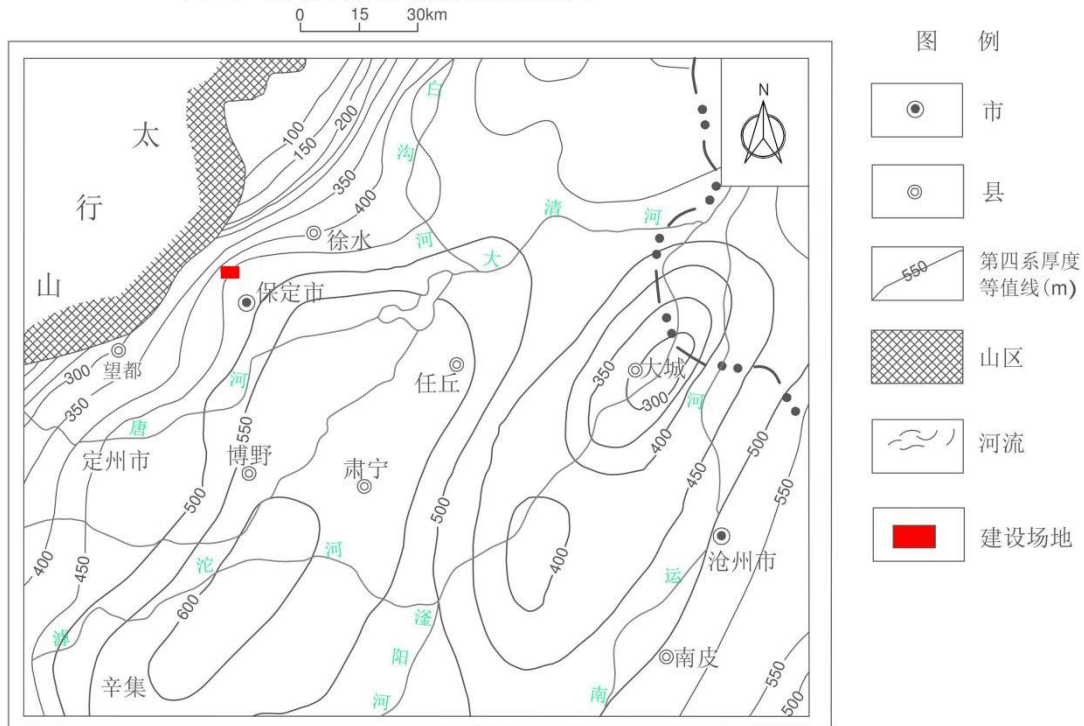 0 15 30km
图 例
市
县
550
第四系厚度
等值线(m)
山区
河流
建设场地
N
太
行
山
100
150
200
350
400
白
沟
河
大
清
河
徐水
保定市
望都
300
350
唐
河
定州市
550
博野
任丘
肃宁
500
500
大城
350
300
河
400
450
500
550
400
450
沱
河
滏
阳
河
600
400
沧州市
运
南
南皮
辛集
550
500